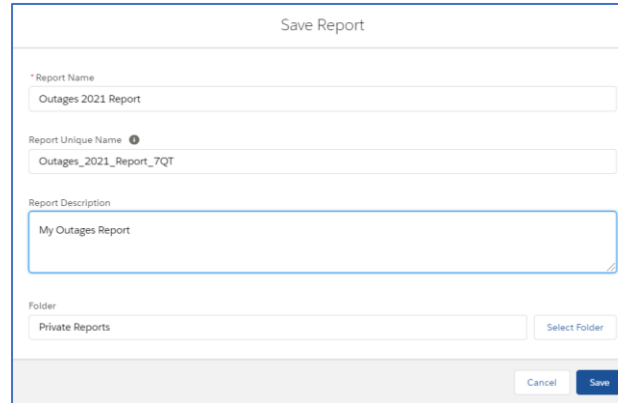 Save Report
*Report Name
Outages 2021 Report
Report Unique Name
Outages_2021_Report_7QT
Report Description
My Outages Report
Folder
Private Reports
Select Folder
Cancel
Save